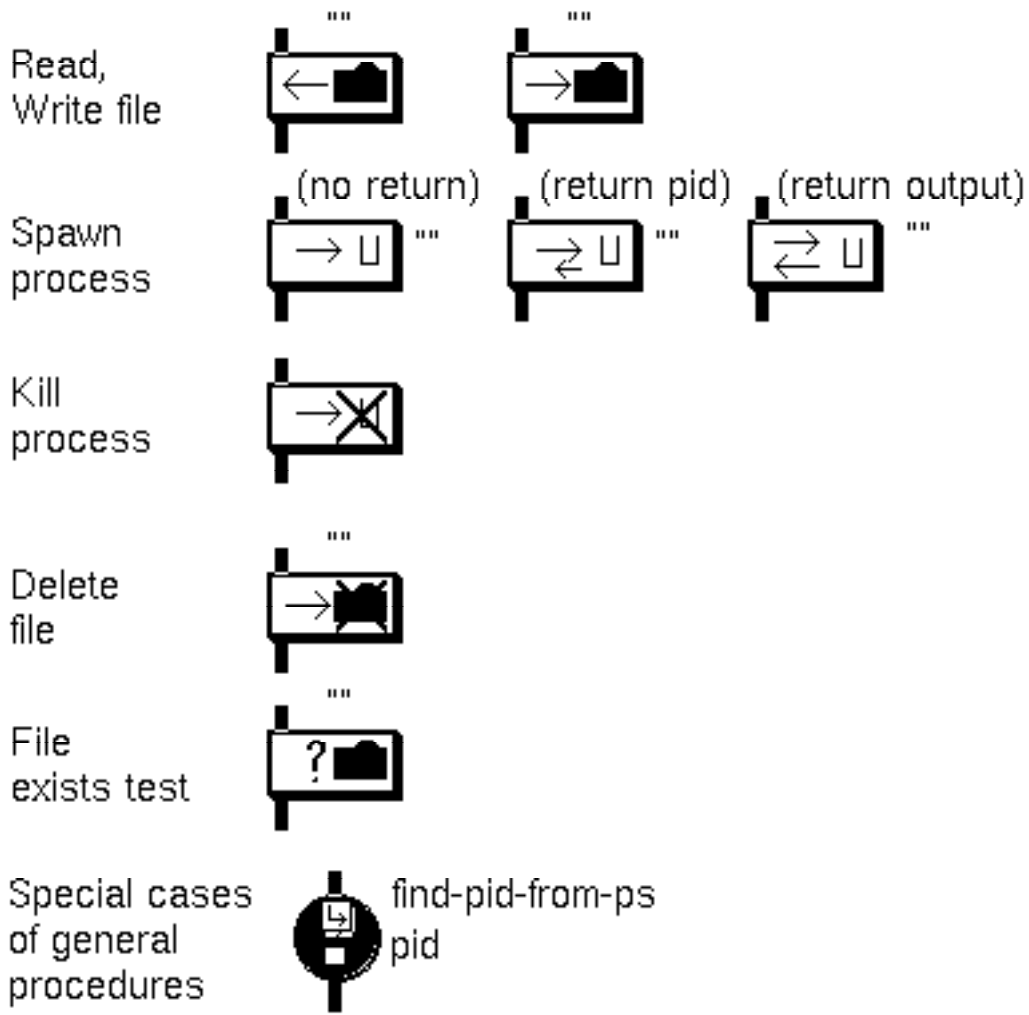 "" ""
Read,
Write file
(no return) (return pid) (return output)
Spawn
process
"" "" ""
Kill
process
""
Delete
file
""
File
exists test
?
Special cases
of general
procedures
find-pid-from-ps
pid